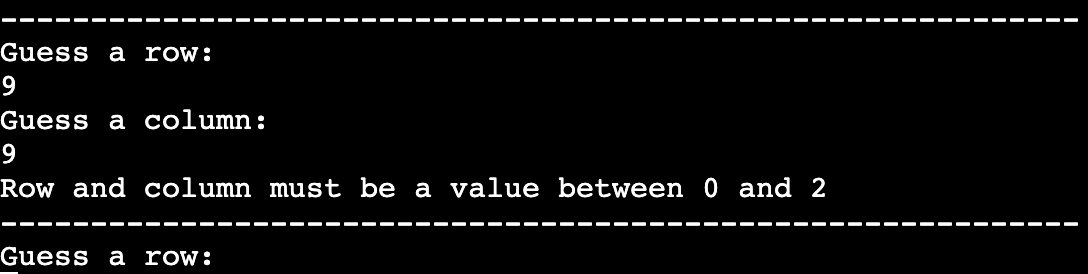 ------------------------------------------------------------
Guess a row:
9
Guess a column:
9
Row and column must be a value between 0 and 2
------------------------------------------------------------
Guess a row: